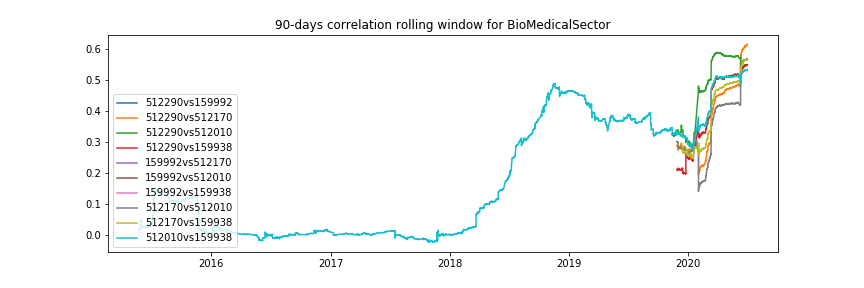 90-days correlation rolling window for BioMedicalSector
0.6
0.5
0.4
0.3
0.2
0.1
0.0
512290vs159992
512290vs512170
512290vs512010
512290vs159938
159992vs512170
159992vs512010
159992vs159938
512170vs512010
512170vs159938
512010vs159938
2016 2017 2018 2019 2020